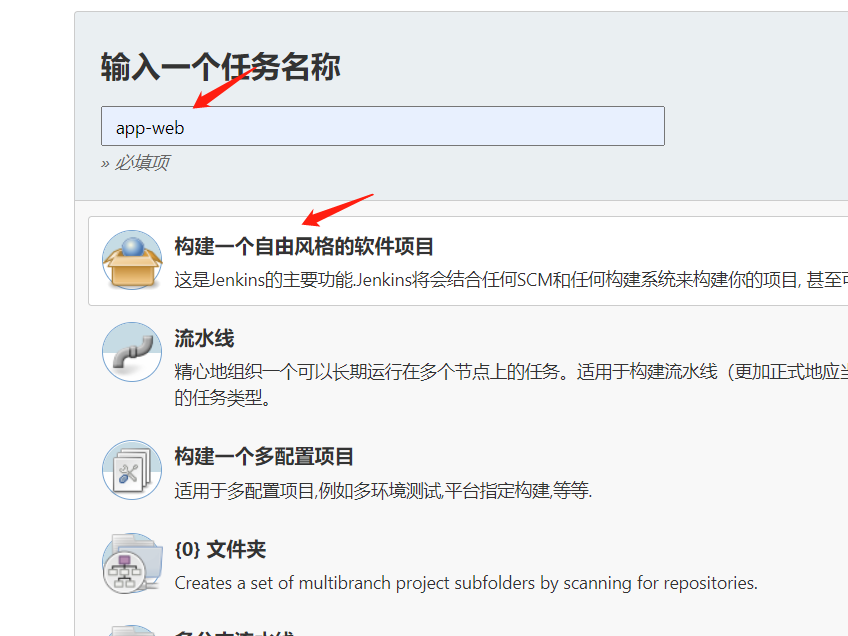 输入一个任务名称
app-web
» 必填项
构建一个自由风格的软件项目
这是Jenkins的主要功能.Jenkins将会结合任何SCM和任何构建系统来构建你的项目, 甚至可
流水线
精心地组织一个可以长期运行在多个节点上的任务。适用于构建流水线（更加正式地应当
的任务类型。
构建一个多配置项目
适用于多配置项目,例如多环境测试,平台指定构建,等等.
{0} 文件夹
Creates a set of multibranch project subfolders by scanning for repositories.
多分支流水线